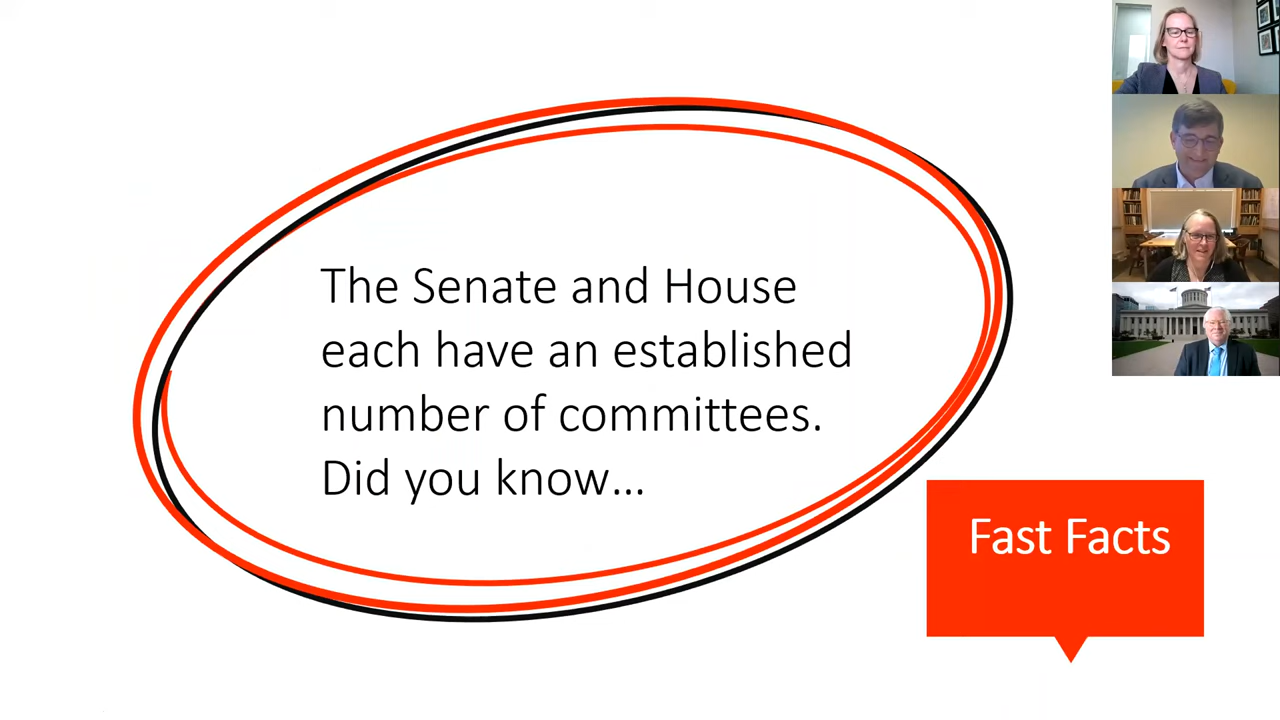 The Senate and House
each have an established
number of committees.
Did you know...
Fast Facts